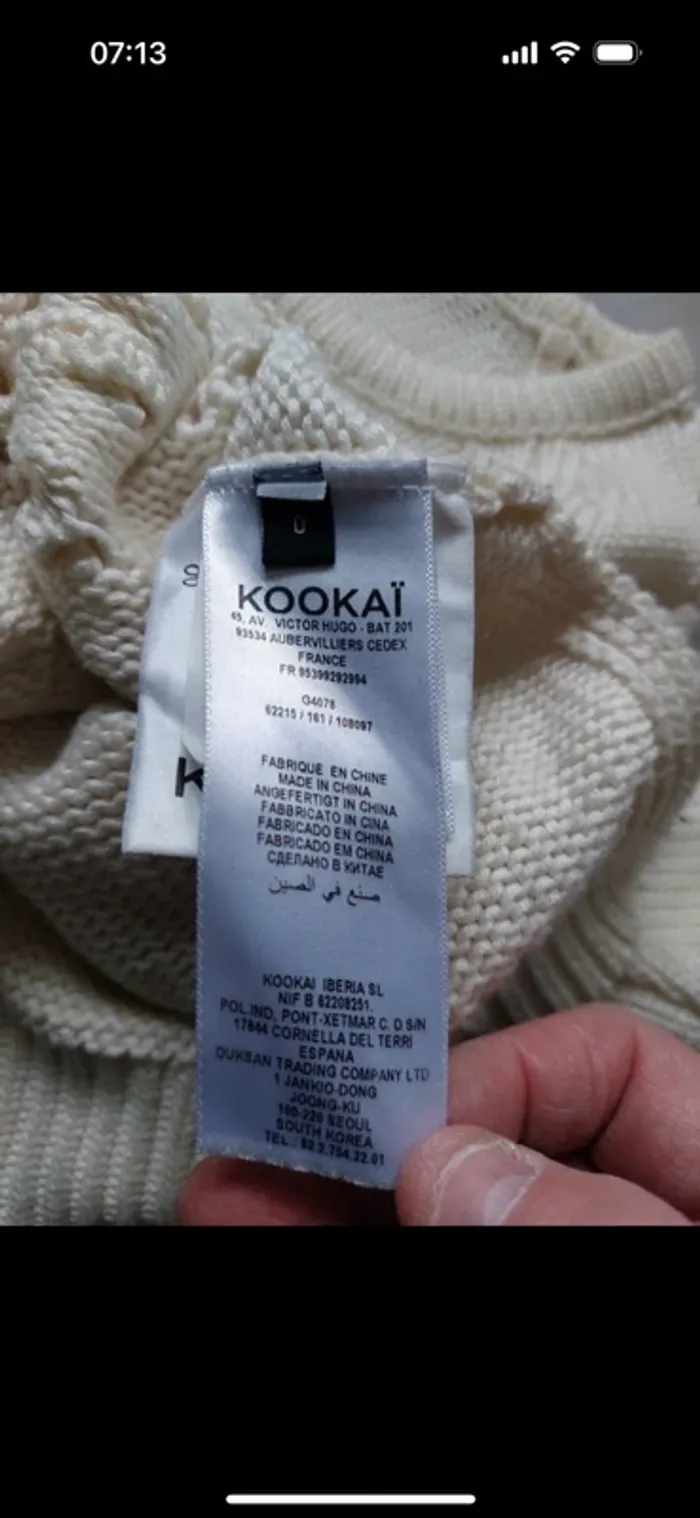 07:13
0
KOOKAÏ
45, AV. VICTOR HUGO - BAT 201
93534 AUBERVILLIERS CEDEX
FRANCE
FR 95399292994
G4078
62215 / 161 / 108097
FABRIQUE EN CHINE
MADE IN CHINA
ANGEFERTIGT IN CHINA
FABBRICATO IN CINA
FABRICADO EN CHINA
FABRICADO EM CHINA
СДЕЛАНО В КИТАЕ
صنع في الصين
K
KOOKAI IBERIA SL
NIF B 62208251.
POL.IND. PONT-XETMAR C. D S/N
17844 CORNELLA DEL TERRI
ESPANA
DUKSAN TRADING COMPANY LTD
1 JANKIO-DONG
JOONG-KU
100-220 SEOUL
SOUTH KOREA
TEL : 82.2.754.22.01